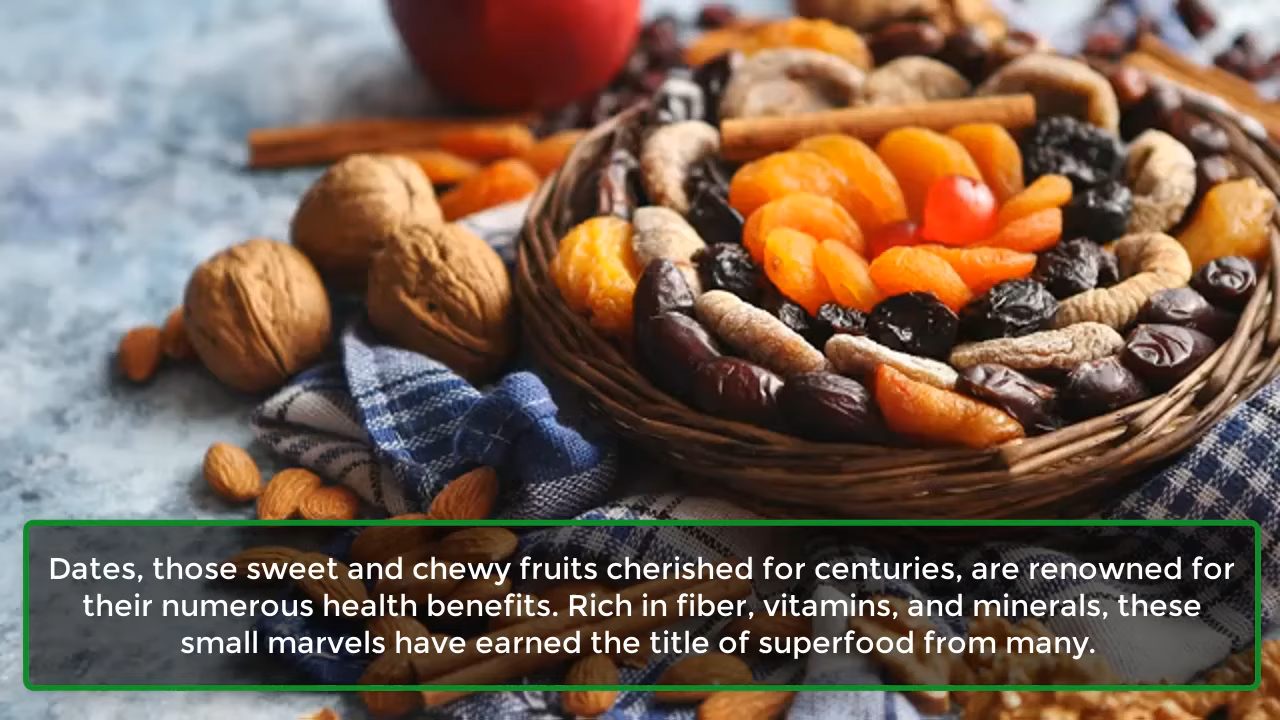 Dates, those sweet and chewy fruits cherished for centuries, are renowned for
their numerous health benefits. Rich in fiber, vitamins, and minerals, these
small marvels have earned the title of superfood from many.